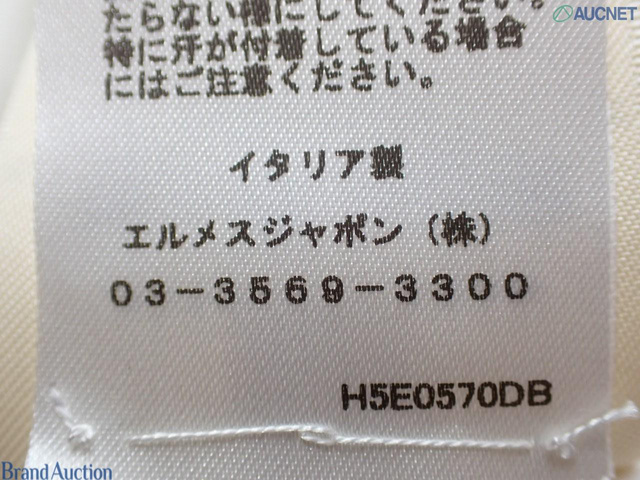 たらない様にしてください。
特に汗が付着している場合
にはご注意ください。
イタリア製
エルメスジャポン (株)
03-3569-3300
H5E0570DB
AUCNET
Brand Auction